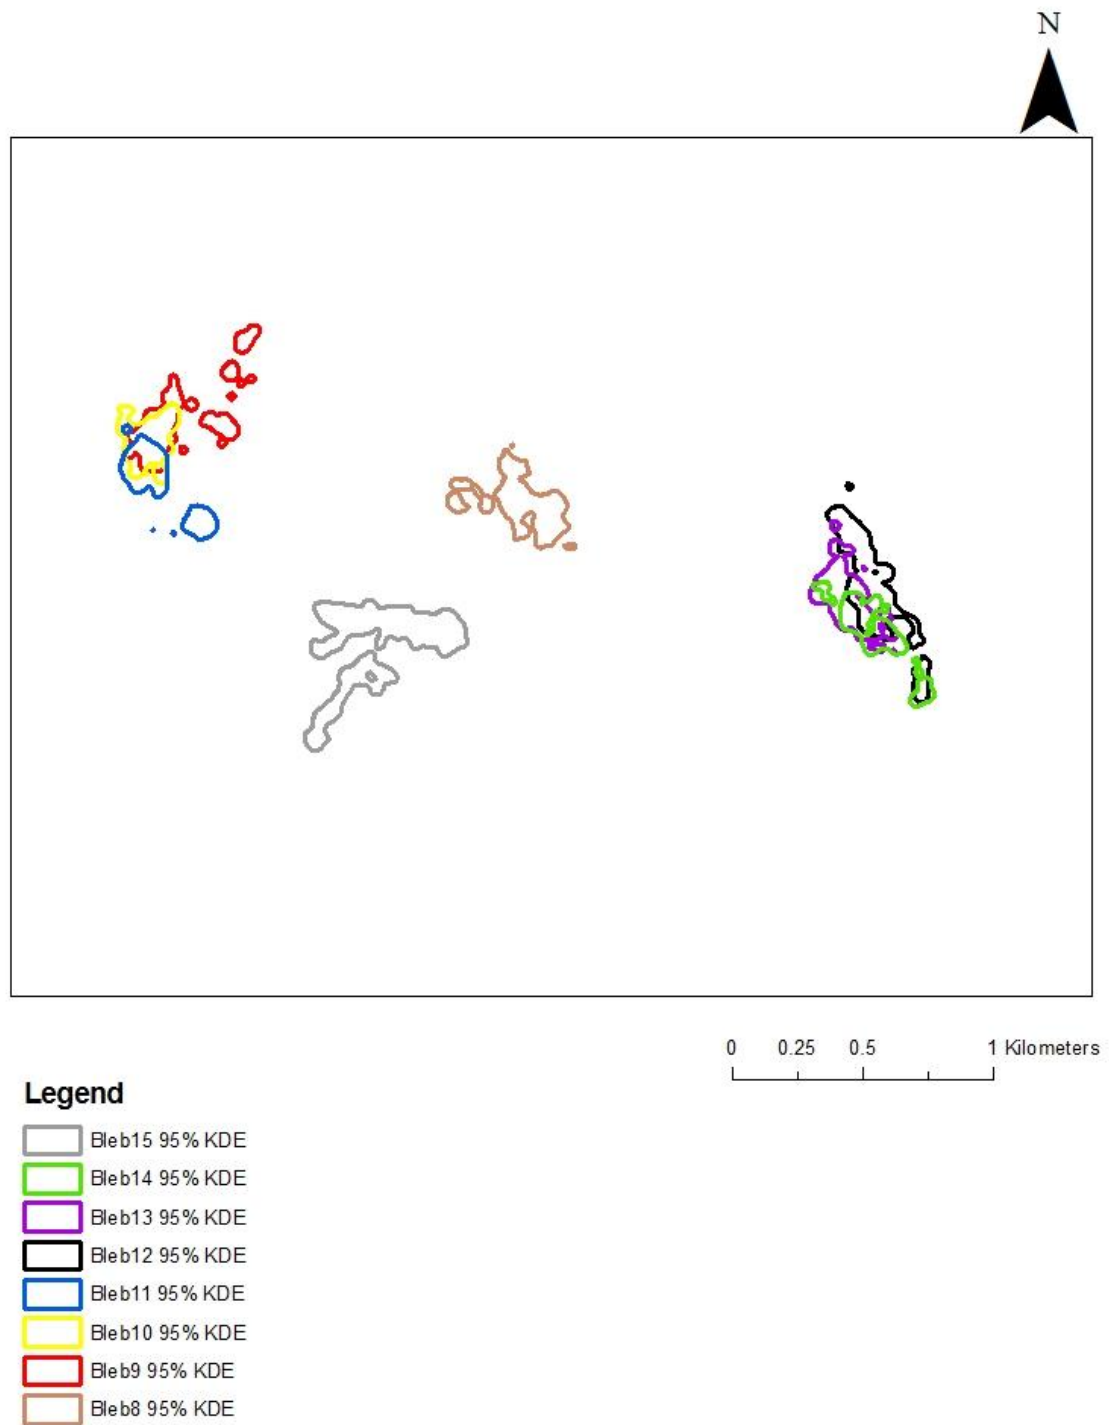 N
0 0.25 0.5 1 Kilometers
Legend
Bleb15 95% KDE
Bleb14 95% KDE
Bleb13 95% KDE
Bleb12 95% KDE
Bleb11 95% KDE
Bleb10 95% KDE
Bleb9 95% KDE
Bleb8 95% KDE